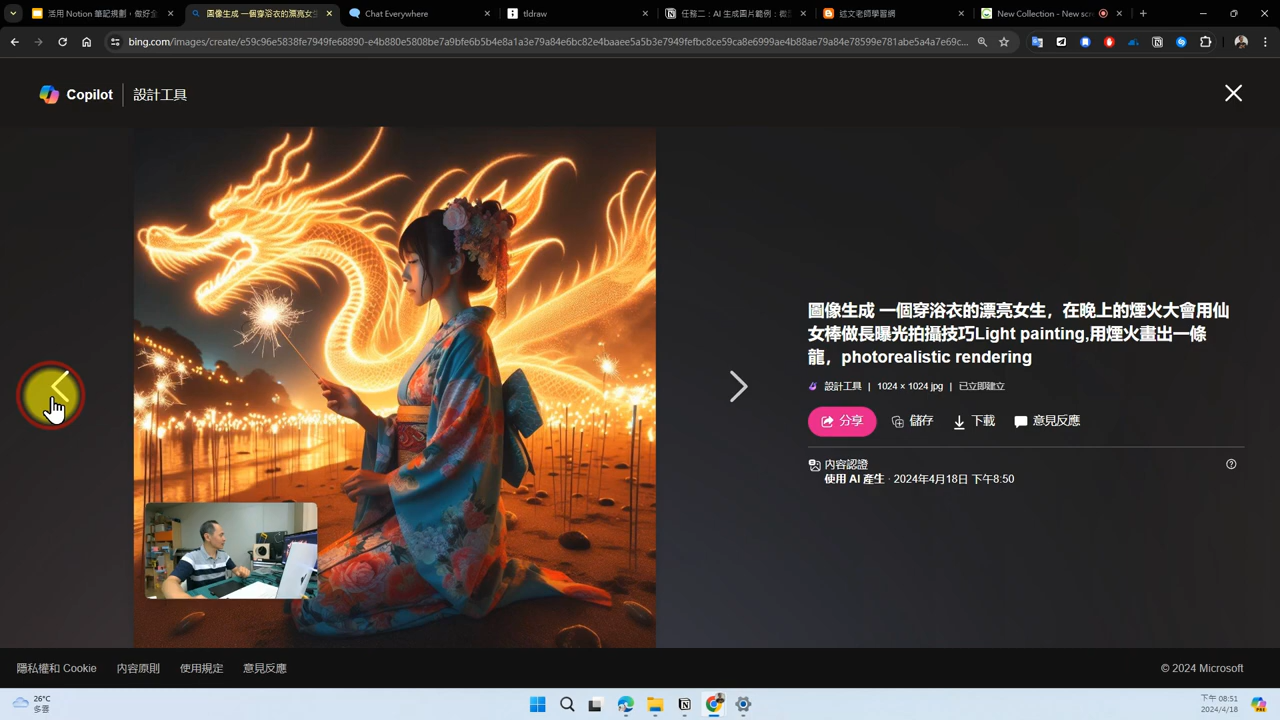 活用 Notion 筆記規劃，做好金
圖像生成 一個穿浴衣的漂亮女生
Chat Everywhere
tldraw
任務二：AI 生成圖片範例：微
述文老師學習網
New Collection - New scr
bing.com/images/create/e59c96e5838fe7949fe68890-e4b880e5808be7a9bfe6b5b4e8a1a3e79a84e6bc82e4baaee5a5b3e7949fefbc8ce59ca8e6999ae4b88ae79a84e78599e781abe5a4a7e69c...
Copilot
設計工具
圖像生成 一個穿浴衣的漂亮女生，在晚上的煙火大會用仙
女棒做長曝光拍攝技巧Light painting,用煙火畫出一條
龍，photorealistic rendering
設計工具 | 1024 × 1024 jpg | 已立即建立
分享
儲存
下載
意見反應
內容認證
使用 AI 產生 · 2024年4月18日 下午8:50
隱私權和 Cookie
內容原則
使用規定
意見反應
© 2024 Microsoft
26°C
多雲
下午 08:51
2024/4/18